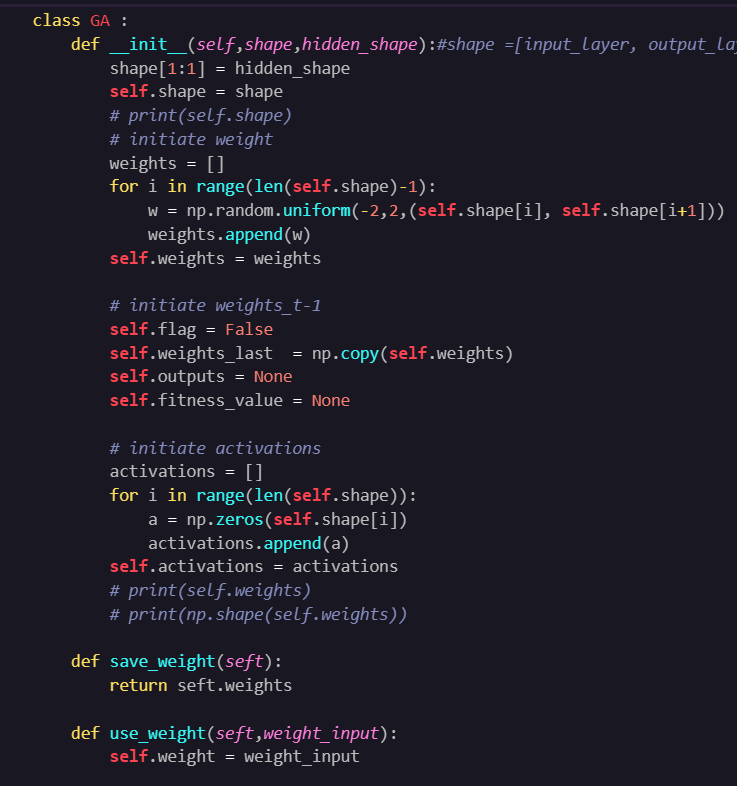 class GA :
def __init__(self,shape,hidden_shape):#shape =[input_layer, output_la
shape[1:1] = hidden_shape
self.shape = shape
# print(self.shape)
# initiate weight
weights = []
for i in range(len(self.shape)-1):
w = np.random.uniform(-2,2,(self.shape[i], self.shape[i+1]))
weights.append(w)
self.weights = weights
# initiate weights_t-1
self.flag = False
self.weights_last  = np.copy(self.weights)
self.outputs = None
self.fitness_value = None
# initiate activations
activations = []
for i in range(len(self.shape)):
a = np.zeros(self.shape[i])
activations.append(a)
self.activations = activations
# print(self.weights)
# print(np.shape(self.weights))
def save_weight(seft):
return seft.weights
def use_weight(seft,weight_input):
self.weight = weight_input